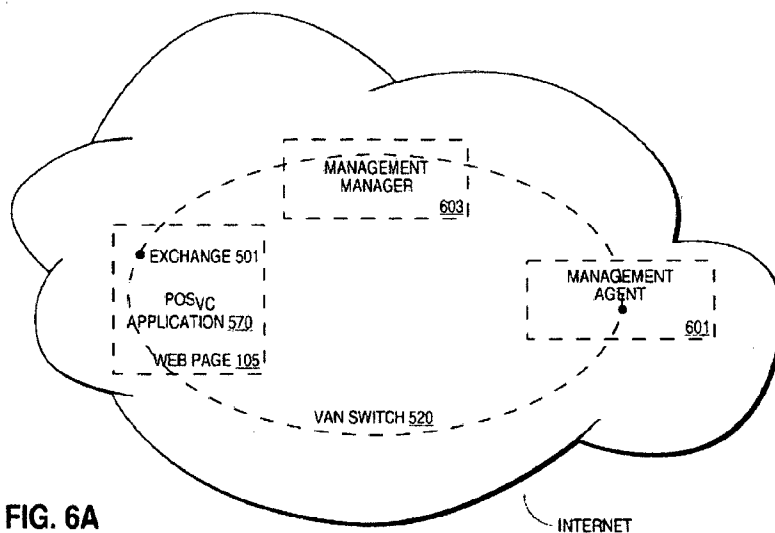 MANAGEMENT
MANAGER
603
EXCHANGE 501
POSVC
APPLICATION 570
WEB PAGE 105
MANAGEMENT
AGENT
601
VAN SWITCH 520
FIG. 6A
INTERNET